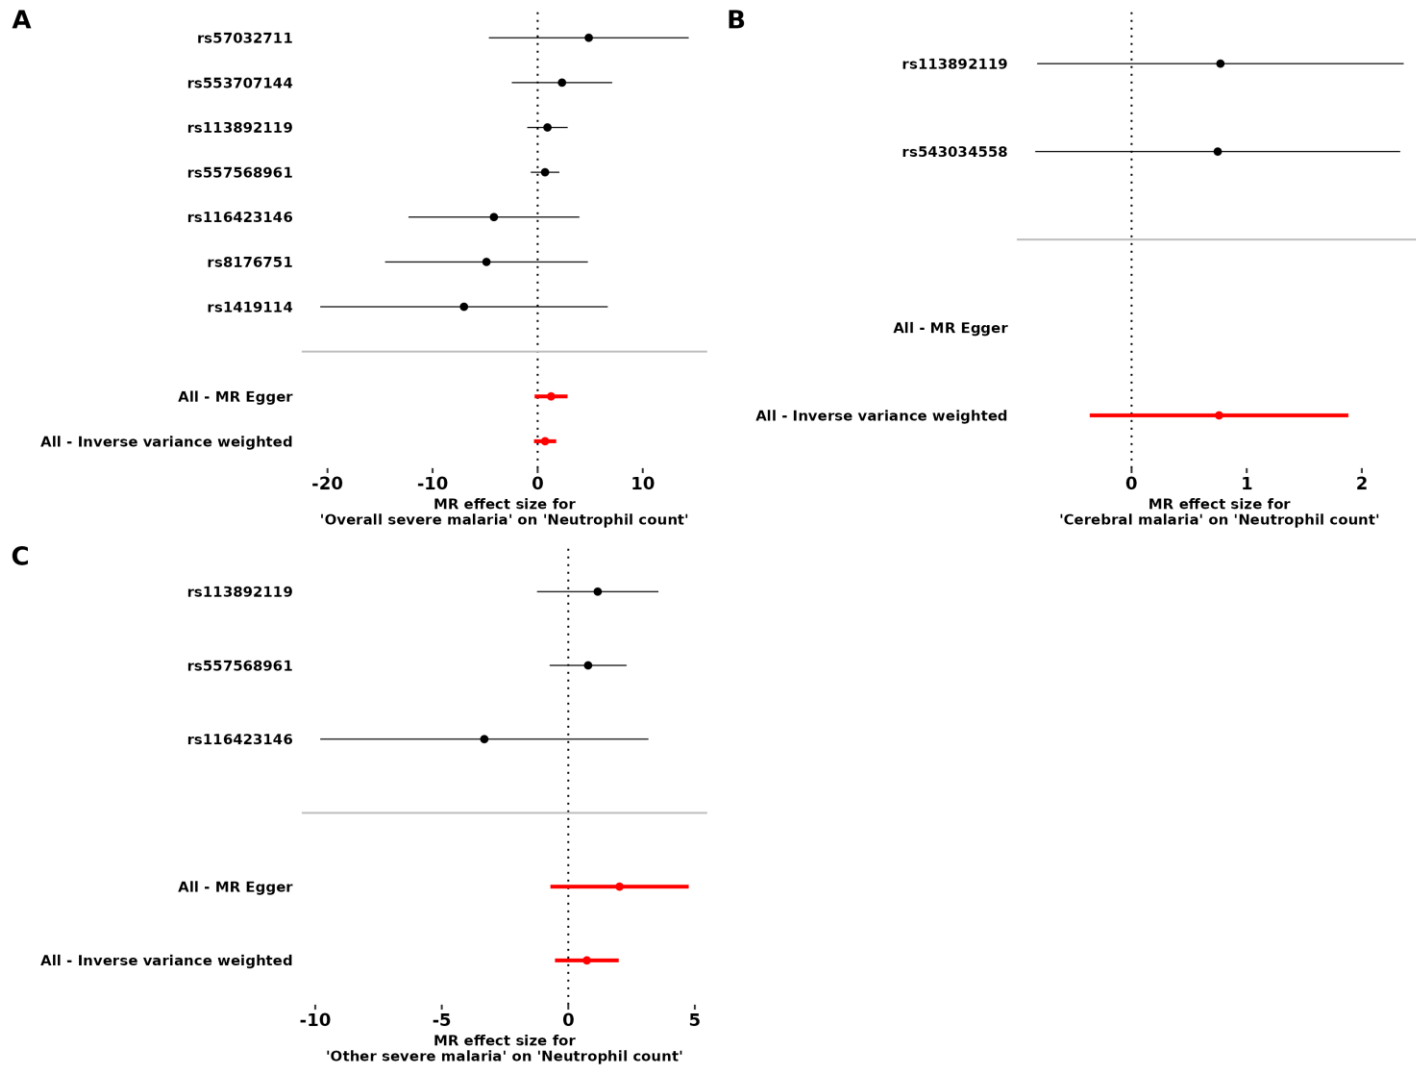 A
rs57032711
rs553707144
rs113892119
rs557568961
rs116423146
rs8176751
rs1419114
All - MR Egger
All - Inverse variance weighted
-20 -10 0 10
MR effect size for
'Overall severe malaria' on 'Neutrophil count'
B
rs113892119
rs543034558
All - MR Egger
All - Inverse variance weighted
0 1 2
MR effect size for
'Cerebral malaria' on 'Neutrophil count'
C
rs113892119
rs557568961
rs116423146
All - MR Egger
All - Inverse variance weighted
-10 -5 0 5
MR effect size for
'Other severe malaria' on 'Neutrophil count'